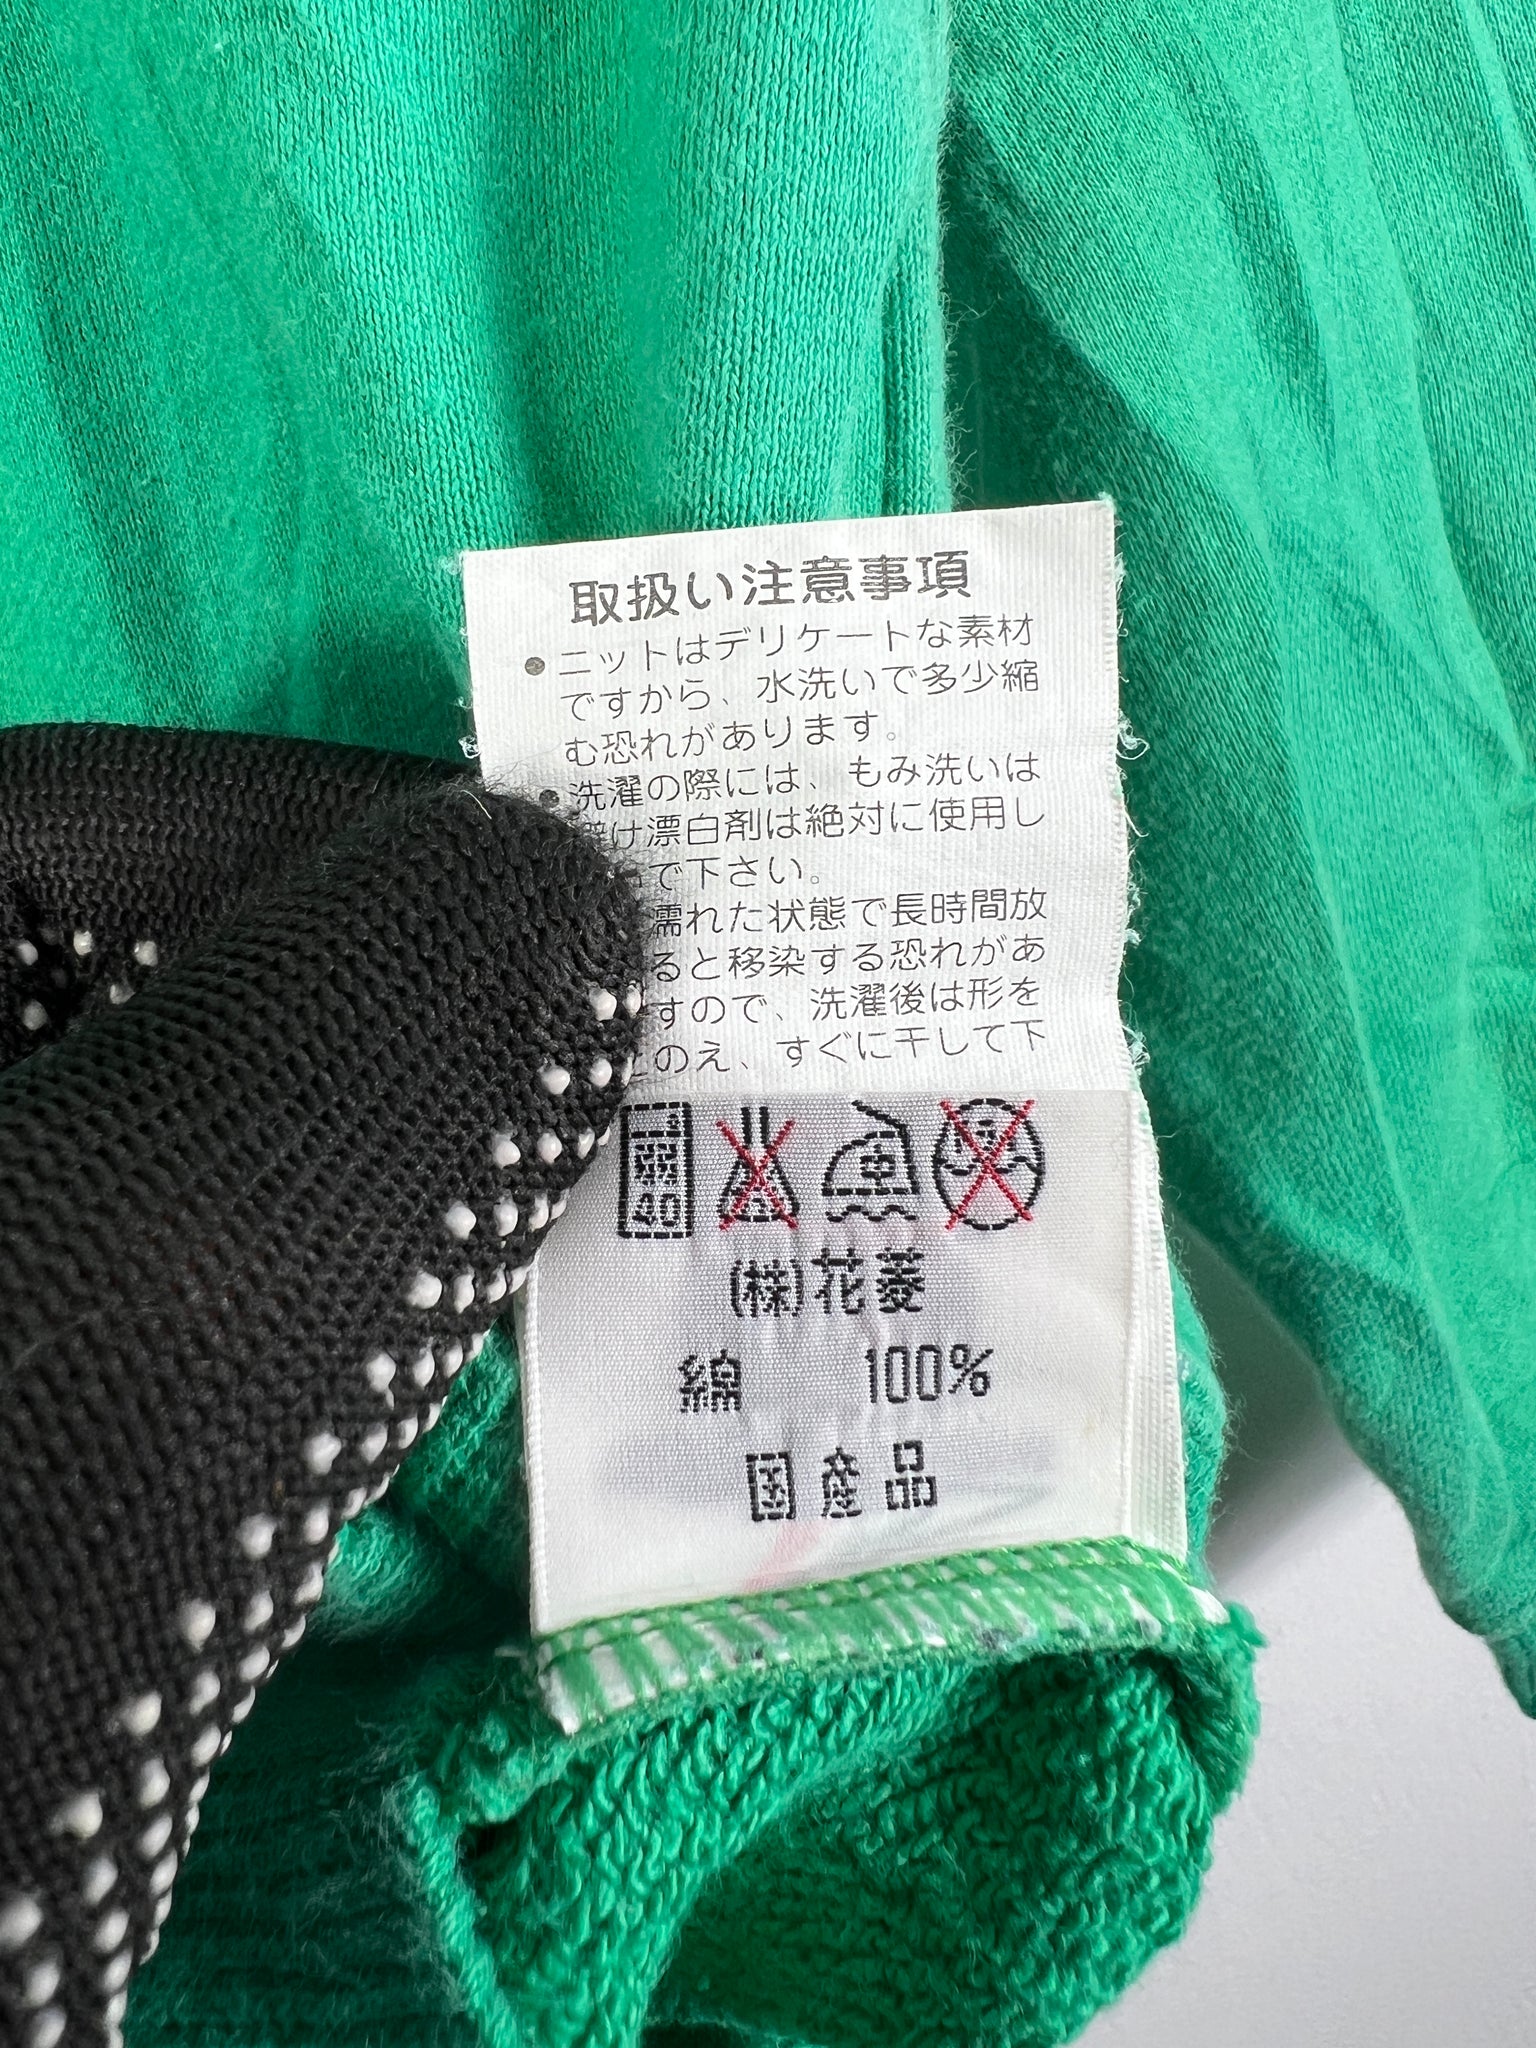 取扱い注意事項
●ニットはデリケートな素材
ですから、水洗いで多少縮
む恐れがあります。
●洗濯の際には、もみ洗いは
け漂白剤は絶対に使用し
で下さい。
濡れた状態で長時間放
ると移染する恐れがあ
すので、洗濯後は形を
とのえ、すぐに干して下
40
中
(株)花菱
綿 100%
国産品